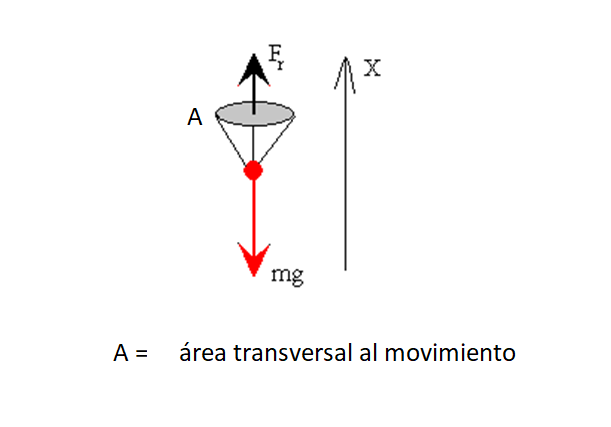 Fr
X
A
mg
A = área transversal al movimiento